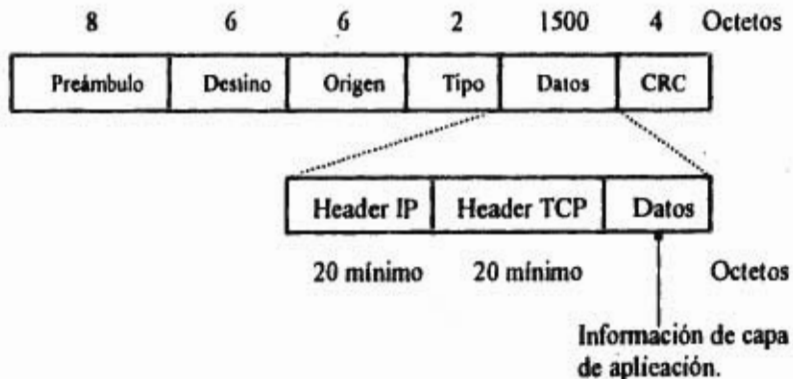 8 6 6 2 1500 4 Octetos
Preámbulo Destino Origen Tipo Datos CRC
Header IP Header TCP Datos
20 mínimo 20 mínimo Octetos
Información de capa
de aplicación.